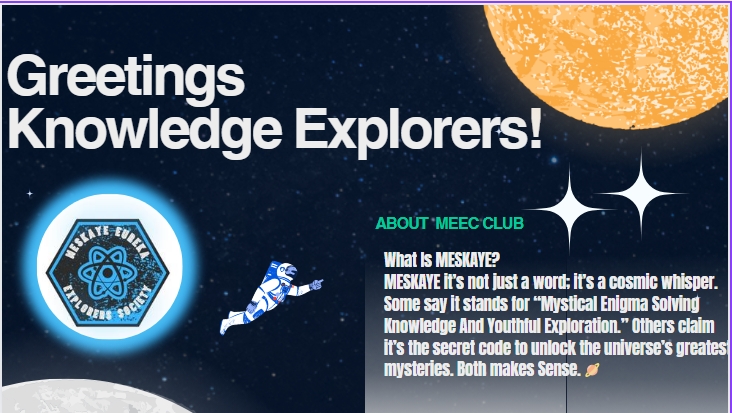 Greetings
Knowledge Explorers!
MESKAYE EUREKA
EXPLORERS SOCIETY
ABOUT "MEEC"CLUB
What Is MESKAYE?
MESKAYE it's not just a word; it's a cosmic whisper.
Some say it stands for “Mystical Enigma Solving
Knowledge And Youthful Exploration.” Others claim
it's the secret code to unlock the universe's greatest
mysteries. Both makes Sense. 🪐